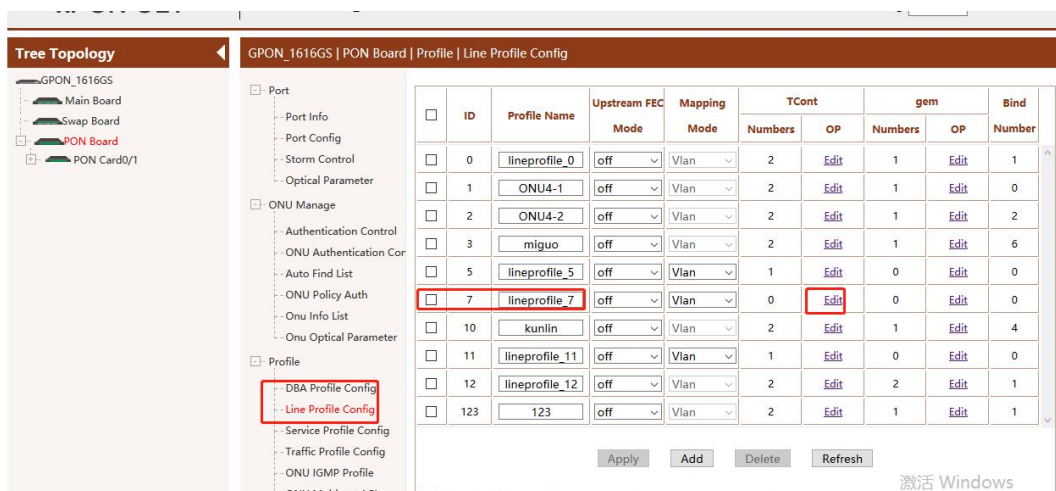 Tree Topology
GPON_1616GS
Main Board
Swap Board
PON Board
PON Card0/1
GPON_1616GS | PON Board | Profile | Line Profile Config
Port
Port Info
Port Config
Storm Control
Optical Parameter
ONU Manage
Authentication Control
ONU Authentication Con
Auto Find List
ONU Policy Auth
Onu Info List
Onu Optical Parameter
Profile
DBA Profile Config
Line Profile Config
Service Profile Config
Traffic Profile Config
ONU IGMP Profile
ID Profile Name Upstream FEC Mode Mapping Mode TCont gem Bind Number
Numbers OP Numbers OP
0 lineprofile_0 off Vlan 2 Edit 1 Edit 1
1 ONU4-1 off Vlan 2 Edit 1 Edit 0
2 ONU4-2 off Vlan 2 Edit 1 Edit 2
3 miguo off Vlan 2 Edit 1 Edit 6
5 lineprofile_5 off Vlan 1 Edit 0 Edit 0
7 lineprofile_7 off Vlan 0 Edit 0 Edit 0
10 kunlin off Vlan 2 Edit 1 Edit 4
11 lineprofile_11 off Vlan 1 Edit 0 Edit 0
12 lineprofile_12 off Vlan 2 Edit 2 Edit 1
123 123 off Vlan 2 Edit 1 Edit 1
Apply Add Delete Refresh
激活 Windows